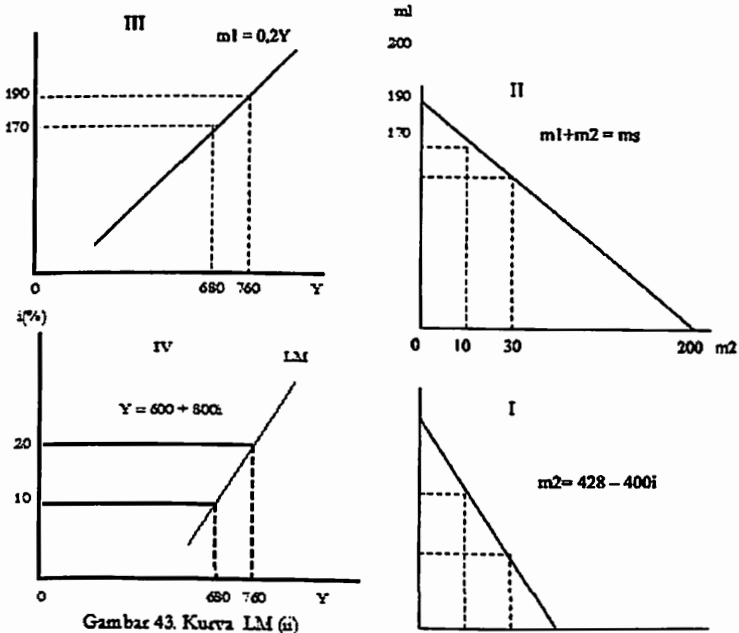 III
m1 = 0,2Y
190
170
0
680
760
Y
m1
200
190
170
II
m1+m2 = ms
0
10
30
200
m2
i(%)
IV
LM
Y = 600 + 800i
20
10
0
680
760
Y
I
m2= 428 – 400i
Gambar 43. Kurva LM (ii)